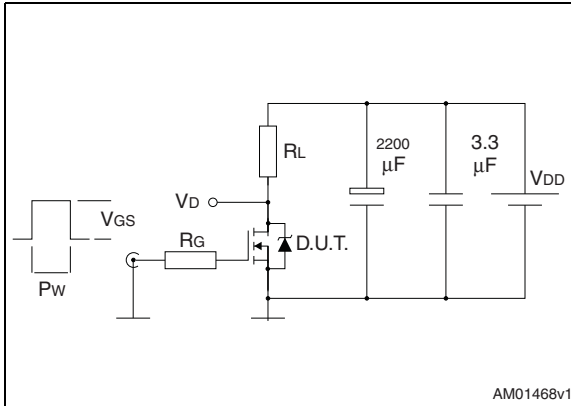 RL
2200
μF
3.3
μF
VDD
VD
VGS
RG
D.U.T.
PW
AM01468v1